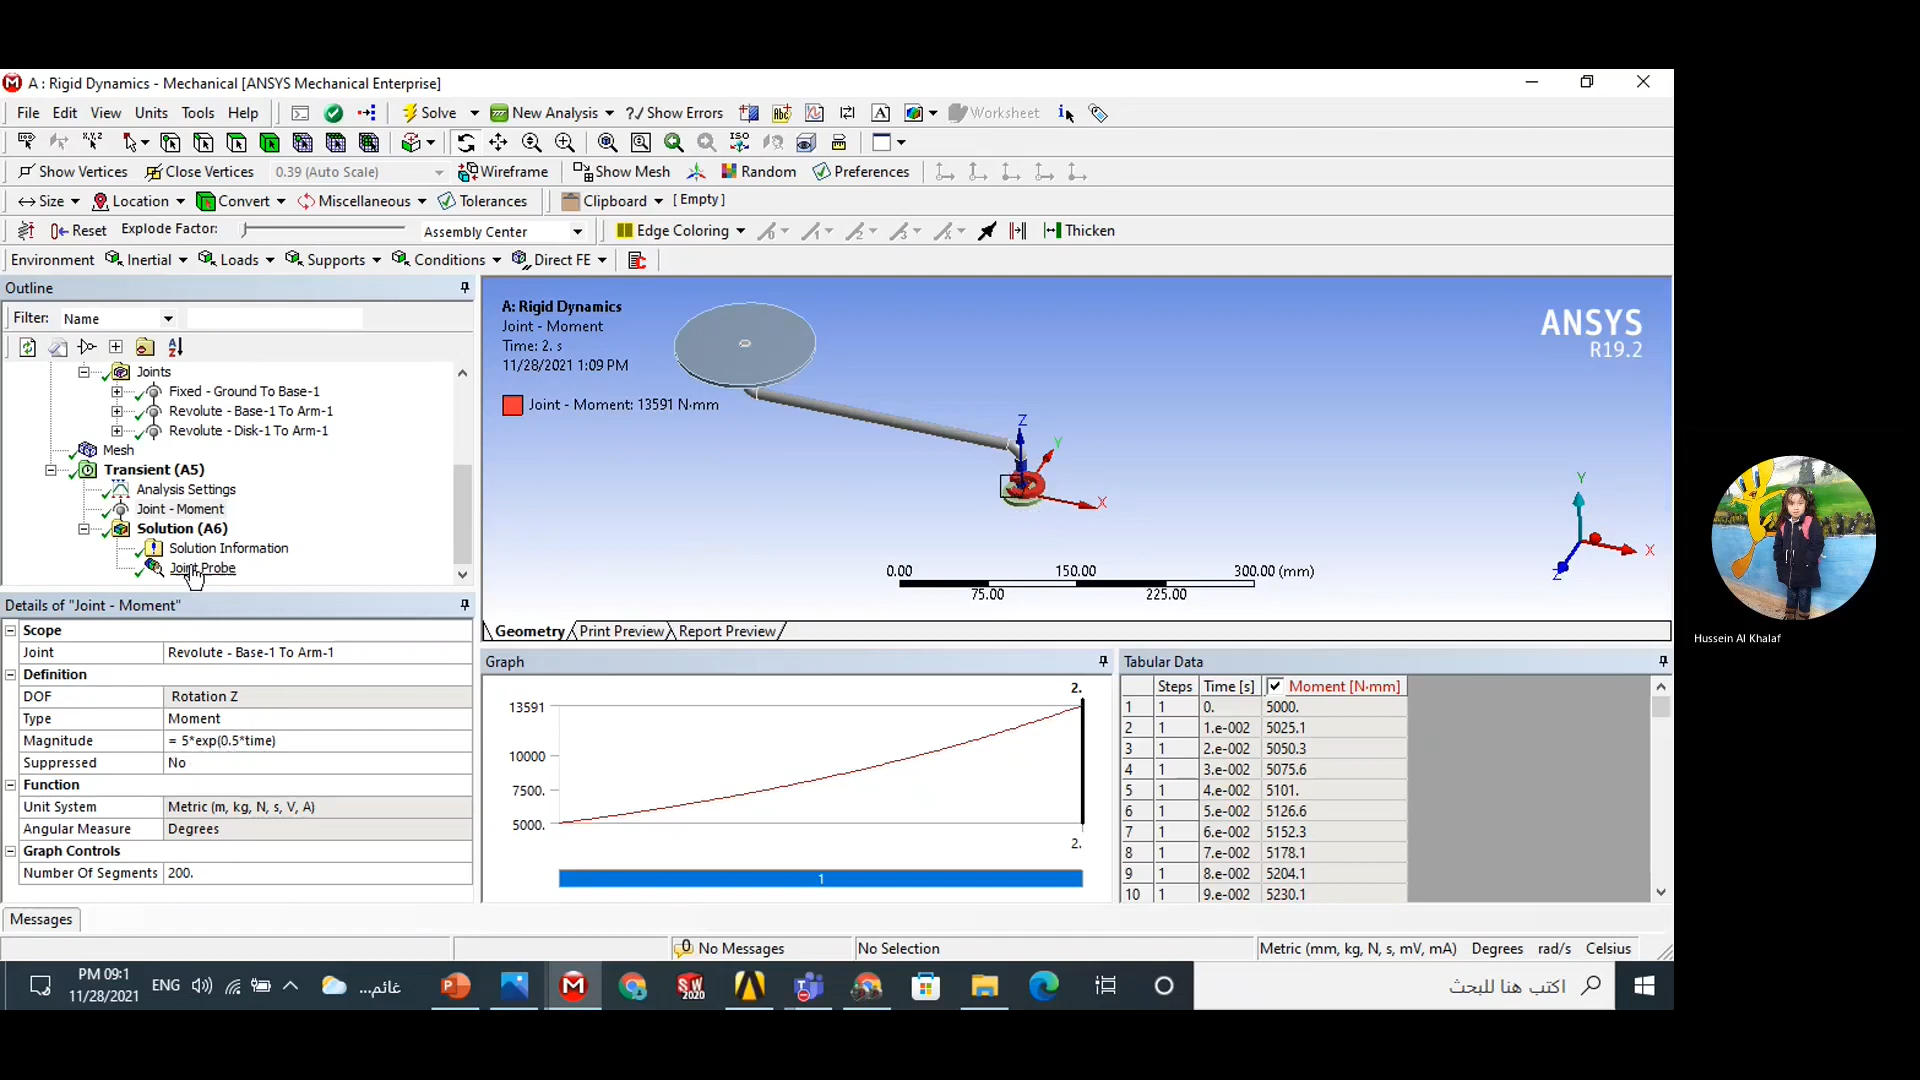 A : Rigid Dynamics - Mechanical [ANSYS Mechanical Enterprise]
File Edit View Units Tools Help Solve New Analysis ?/ Show Errors Worksheet
Show Vertices Close Vertices 0.39 (Auto Scale) Wireframe Show Mesh Random Preferences
Size Location Convert Miscellaneous Tolerances Clipboard [ Empty ]
Reset Explode Factor: Assembly Center Edge Coloring Thicken
Environment Inertial Loads Supports Conditions Direct FE
Outline
Filter: Name
Joints
Fixed - Ground To Base-1
Revolute - Base-1 To Arm-1
Revolute - Disk-1 To Arm-1
Mesh
Transient (A5)
Analysis Settings
Joint - Moment
Solution (A6)
Solution Information
Joint Probe
Details of "Joint - Moment"
Scope
Joint Revolute - Base-1 To Arm-1
Definition
DOF Rotation Z
Type Moment
Magnitude = 5*exp(0.5*time)
Suppressed No
Function
Unit System Metric (m, kg, N, s, V, A)
Angular Measure Degrees
Graph Controls
Number Of Segments 200.
A: Rigid Dynamics
Joint - Moment
Time: 2. s
11/28/2021 1:09 PM
Joint - Moment: 13591 N·mm
ANSYS
R19.2
Z
Y
X
Y
X
Z
0.00 150.00 300.00 (mm)
75.00 225.00
Geometry Print Preview Report Preview
Graph
2.
13591
10000
7500.
5000.
2.
1
Tabular Data
Steps Time [s] Moment [N·mm]
1 1 0. 5000.
2 1 1.e-002 5025.1
3 1 2.e-002 5050.3
4 1 3.e-002 5075.6
5 1 4.e-002 5101.
6 1 5.e-002 5126.6
7 1 6.e-002 5152.3
8 1 7.e-002 5178.1
9 1 8.e-002 5204.1
10 1 9.e-002 5230.1
Messages
No Messages No Selection Metric (mm, kg, N, s, mV, mA) Degrees rad/s Celsius
PM 09:1
11/28/2021
ENG
غائم...
اكتب هنا للبحث
Hussein Al Khalaf